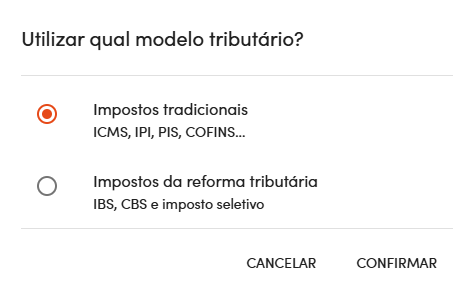 Utilizar qual modelo tributário?
Impostos tradicionais
ICMS, IPI, PIS, COFINS...
Impostos da reforma tributária
IBS, CBS e imposto seletivo
CANCELAR CONFIRMAR